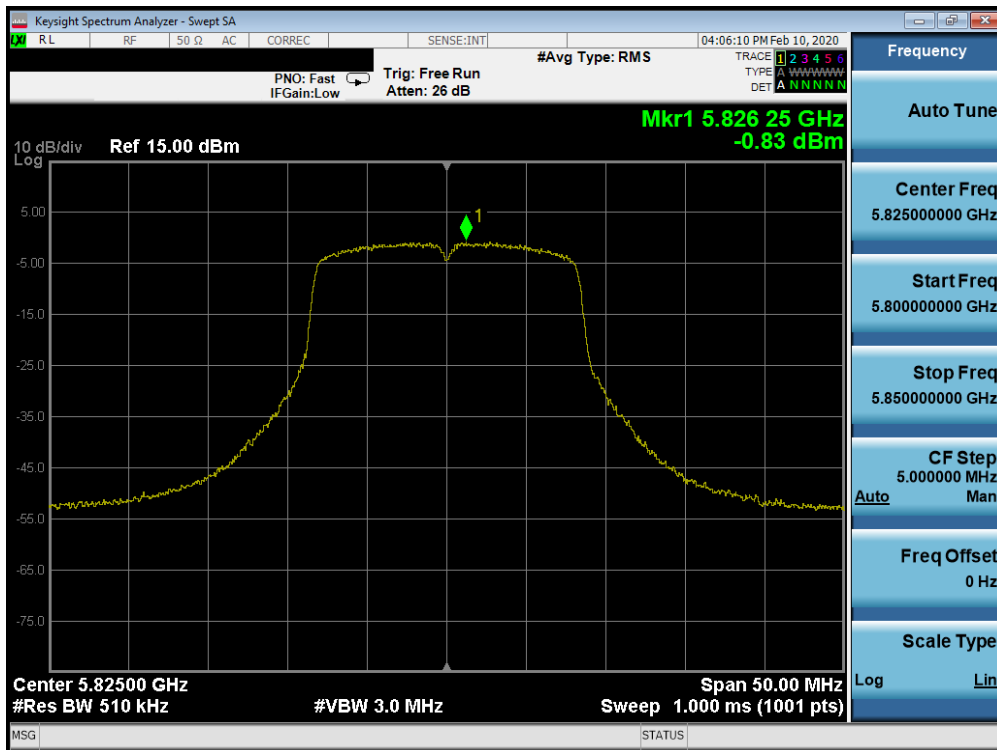 Keysight Spectrum Analyzer - Swept SA
LXI RL RF 50 Ω AC CORREC SENSE:INT 04:06:10 PM Feb 10, 2020
#Avg Type: RMS TRACE 1 2 3 4 5 6
PNO: Fast Trig: Free Run TYPE A WWWWW
IFGain:Low Atten: 26 dB DET A N N N N N
Mkr1 5.826 25 GHz
-0.83 dBm
10 dB/div Ref 15.00 dBm
Log
1
5.00
-5.00
-15.0
-25.0
-35.0
-45.0
-55.0
-65.0
-75.0
Center 5.82500 GHz Span 50.00 MHz
#Res BW 510 kHz #VBW 3.0 MHz Sweep 1.000 ms (1001 pts)
MSG STATUS
Frequency
Auto Tune
Center Freq
5.825000000 GHz
Start Freq
5.800000000 GHz
Stop Freq
5.850000000 GHz
CF Step
5.000000 MHz
Auto Man
Freq Offset
0 Hz
Scale Type
Log Lin